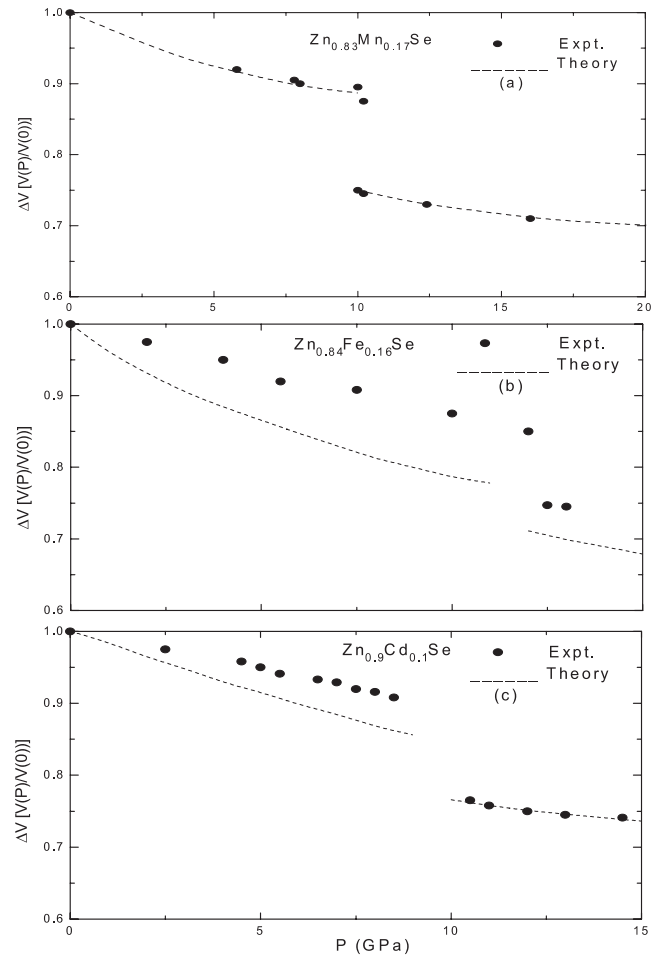 1.0
Zn0.83Mn0.17Se
Expt.
Theory
(a)
0.9
0.8
0.7
0.6
ΔV [V(P)/V(0))]
0 5 10 15 20
1.0
Zn0.84Fe0.16Se
Expt.
Theory
(b)
0.9
0.8
0.7
0.6
ΔV [V(P)/V(0))]
1.0
Zn0.9Cd0.1Se
Expt.
Theory
(c)
0.9
0.8
0.7
0.6
ΔV [V(P)/V(0))]
0 5 10 15
P (GPa)